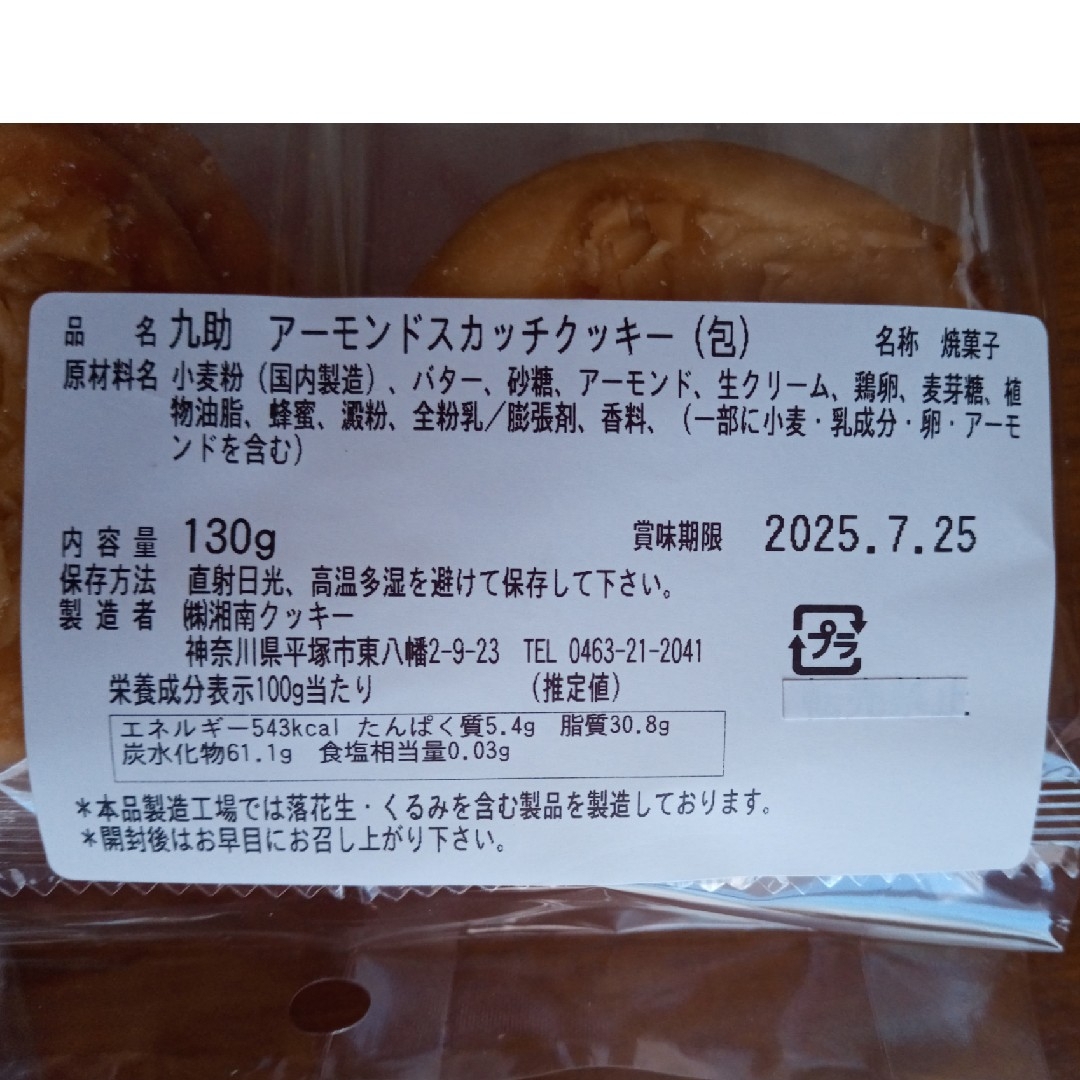 品名 九助 アーモンドスカッチクッキー（包） 名称 焼菓子
原材料名 小麦粉（国内製造）、バター、砂糖、アーモンド、生クリーム、鶏卵、麦芽糖、植
物油脂、蜂蜜、澱粉、全粉乳／膨張剤、香料、（一部に小麦・乳成分・卵・アーモ
ンドを含む）
内容量 130g 賞味期限 2025.7.25
保存方法 直射日光、高温多湿を避けて保存して下さい。
製造者 ㈱湘南クッキー
神奈川県平塚市東八幡2-9-23 TEL 0463-21-2041
プラ
栄養成分表示100g当たり （推定値）
エネルギー543kcal たんぱく質5.4g 脂質30.8g
炭水化物61.1g 食塩相当量0.03g
＊本品製造工場では落花生・くるみを含む製品を製造しております。
＊開封後はお早目にお召し上がり下さい。